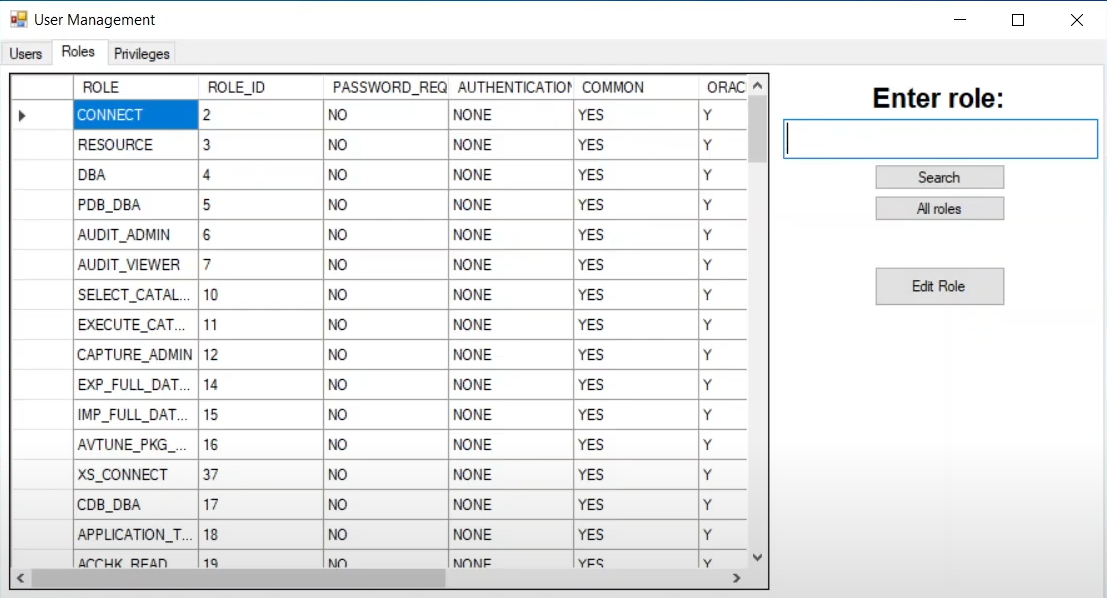 User Management
Users Roles Privileges
ROLE ROLE_ID PASSWORD_REQ AUTHENTICATION COMMON ORAC
CONNECT 2 NO NONE YES Y
RESOURCE 3 NO NONE YES Y
DBA 4 NO NONE YES Y
PDB_DBA 5 NO NONE YES Y
AUDIT_ADMIN 6 NO NONE YES Y
AUDIT_VIEWER 7 NO NONE YES Y
SELECT_CATAL... 10 NO NONE YES Y
EXECUTE_CAT... 11 NO NONE YES Y
CAPTURE_ADMIN 12 NO NONE YES Y
EXP_FULL_DAT... 14 NO NONE YES Y
IMP_FULL_DAT... 15 NO NONE YES Y
AVTUNE_PKG_... 16 NO NONE YES Y
XS_CONNECT 37 NO NONE YES Y
CDB_DBA 17 NO NONE YES Y
APPLICATION_T... 18 NO NONE YES Y
ACCHK_READ 19 NO NONE YES Y
Enter role:
Search
All roles
Edit Role